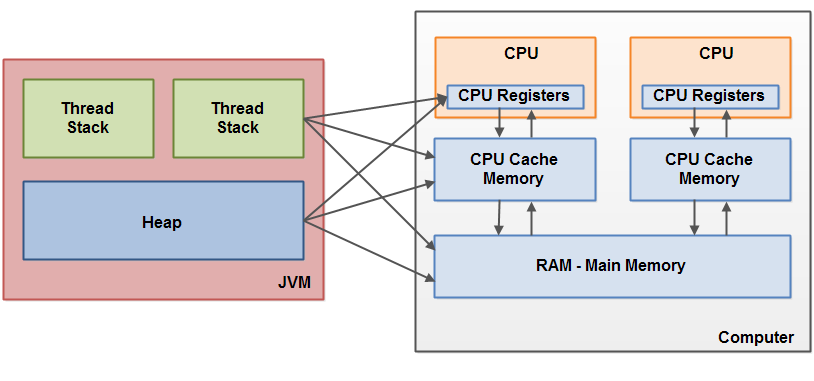 Thread
Stack
Thread
Stack
Heap
JVM
CPU
CPU Registers
CPU Cache
Memory
CPU
CPU Registers
CPU Cache
Memory
RAM - Main Memory
Computer